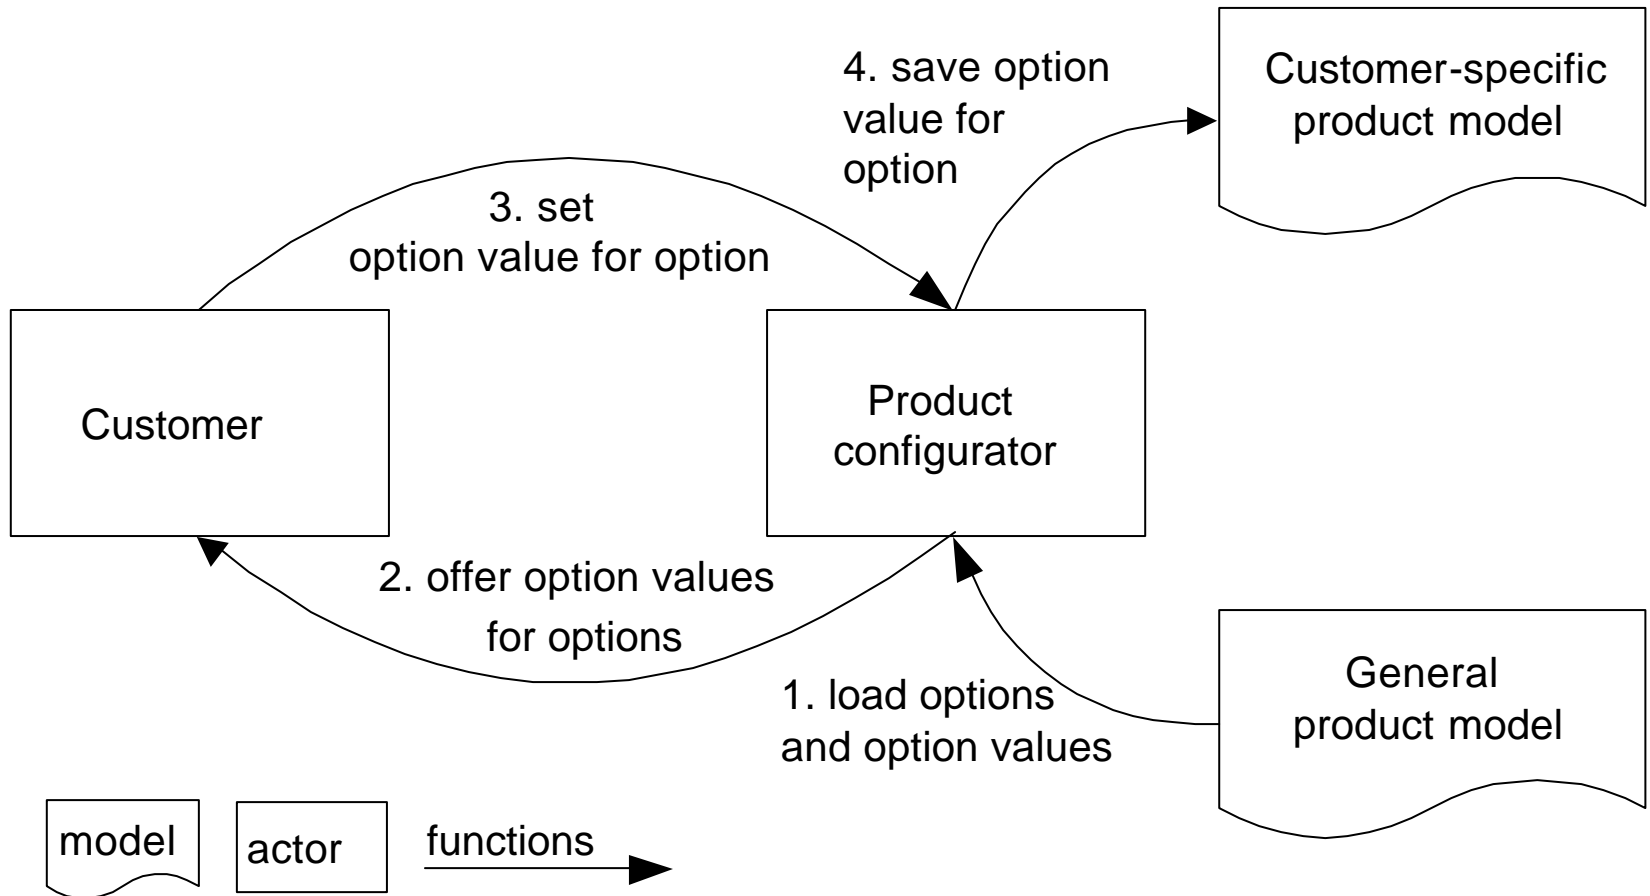 4. save option
value for
option
Customer-specific
product model
3. set
option value for option
Customer
Product
configurator
2. offer option values
for options
1. load options
and option values
General
product model
model
actor
functions